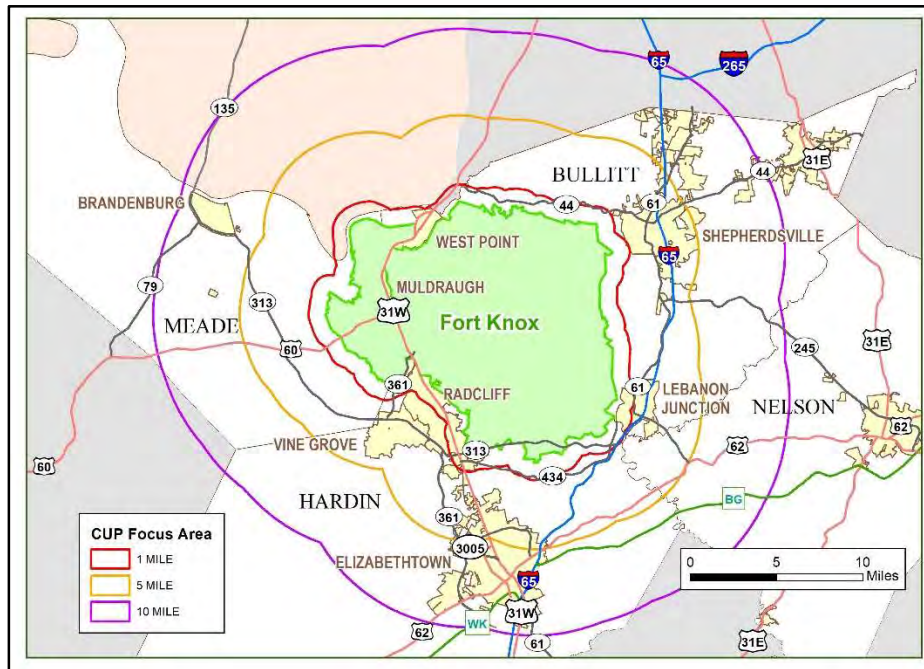 65
265
135
31E
BULLITT
44
44
BRANDENBURG
61
WEST POINT
SHEPHERDSVILLE
65
79
MULDRAUGH
313
31W
Fort Knox
MEADE
60
31E
245
361
RADCLIFF
61
LEBANON
JUNCTION
NELSON
62
VINE GROVE
313
62
60
434
HARDIN
BG
361
CUP Focus Area
1 MILE
5 MILE
10 MILE
3005
ELIZABETHTOWN
65
0 5 10
Miles
31W
WK
62
61
31E